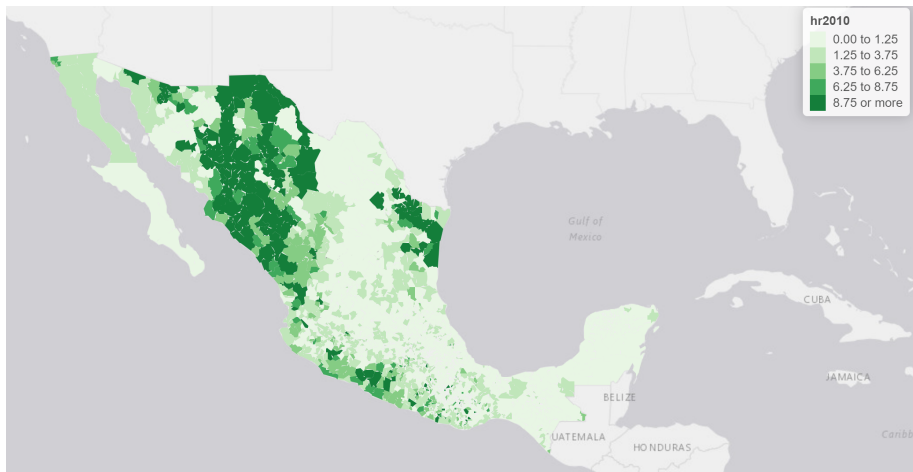 hr2010
0.00 to 1.25
1.25 to 3.75
3.75 to 6.25
6.25 to 8.75
8.75 or more
Gulf of
Mexico
CUBA
JAMAICA
BELIZE
UATEMALA
HONDURAS
Caribb